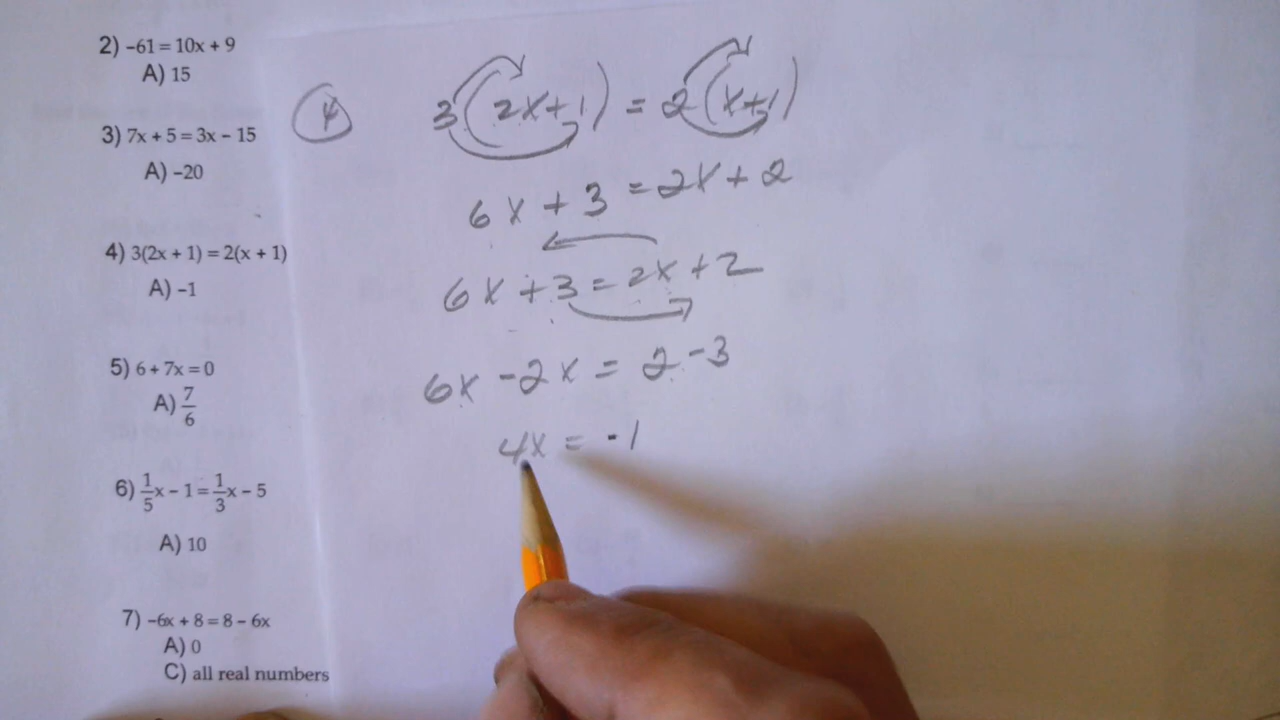 2) –61 = 10x + 9
A) 15
3) 7x + 5 = 3x – 15
A) –20
4) 3(2x + 1) = 2(x + 1)
A) –1
5) 6 + 7x = 0
A) 7/6
6) 1/5x – 1 = 1/3x – 5
A) 10
7) –6x + 8 = 8 – 6x
A) 0
C) all real numbers
4 3(2x+1) = 2(x+1)
6x + 3 = 2x + 2
6x + 3 = 2x + 2
6x - 2x = 2 - 3
4x = -1